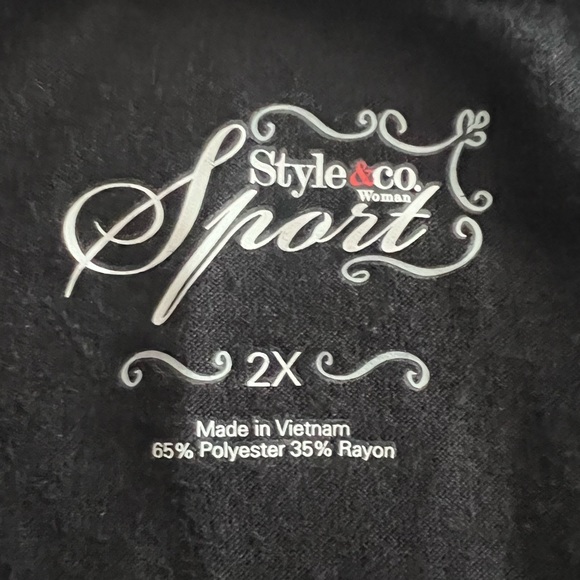 Style&co.
Woman
Sport
2X
Made in Vietnam
65% Polyester 35% Rayon